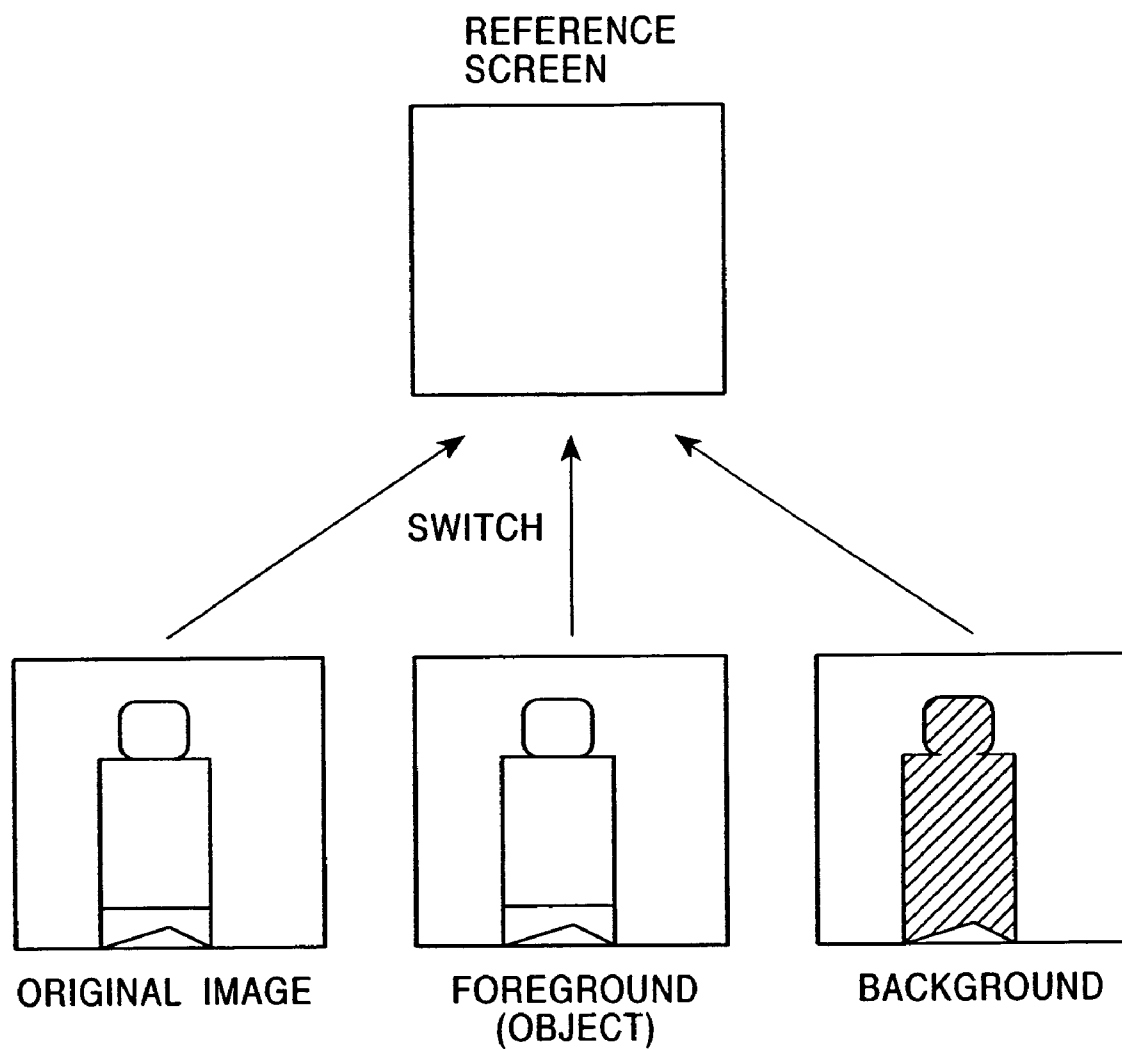 REFERENCE
SCREEN
SWITCH
ORIGINAL IMAGE
FOREGROUND
(OBJECT)
BACKGROUND